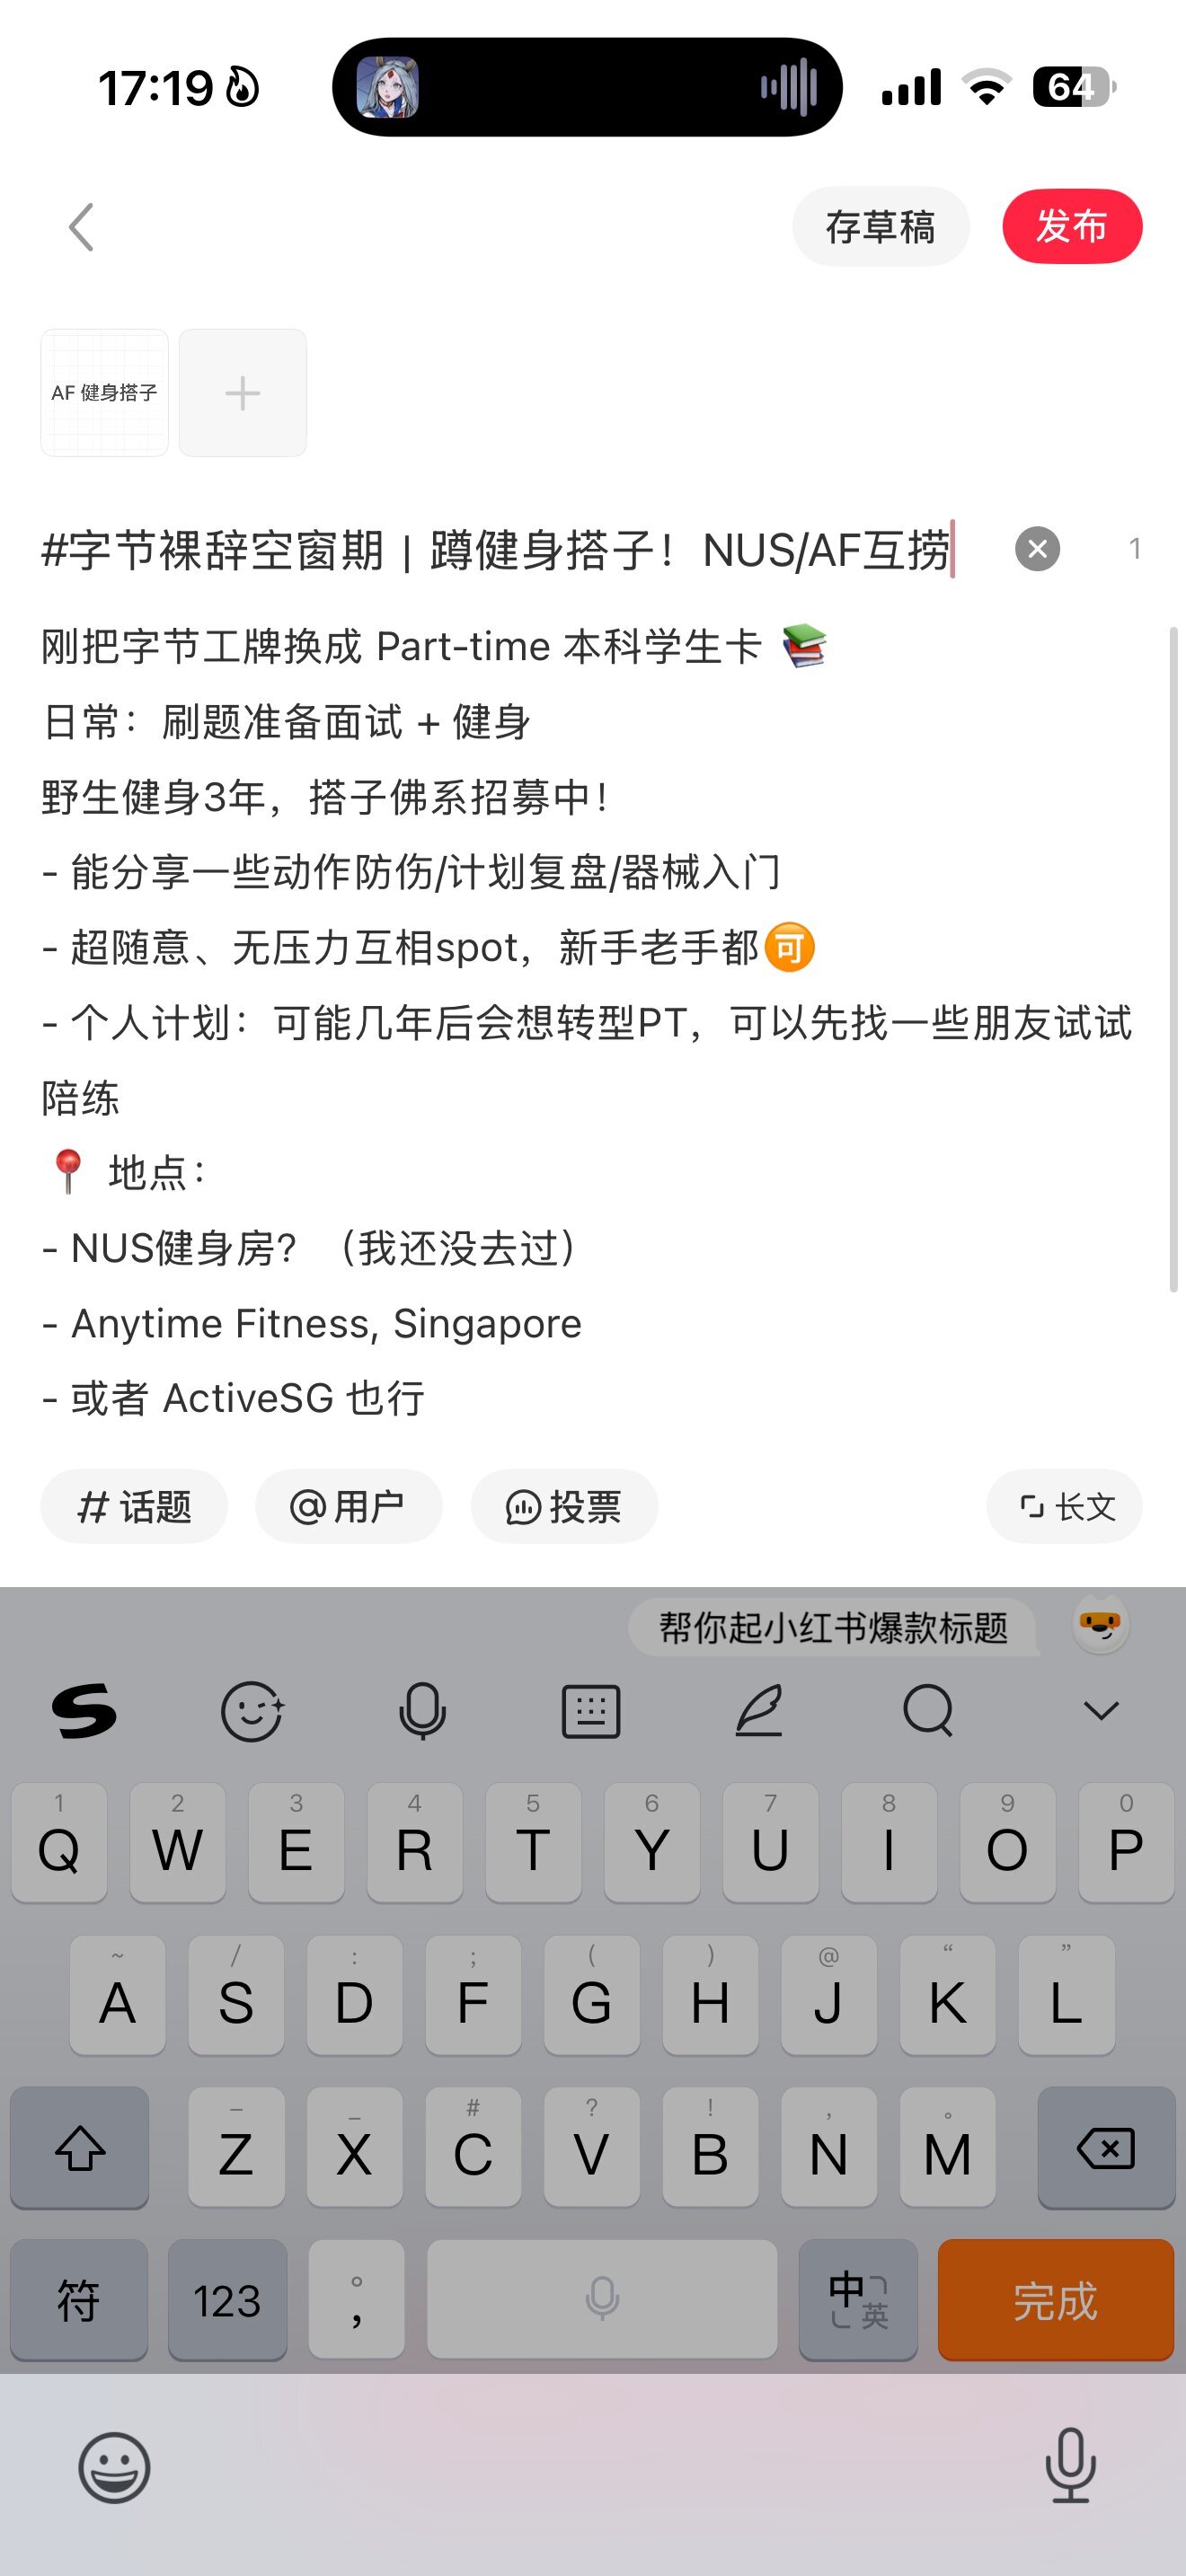 17:19
64
存草稿
发布
AF 健身搭子
#字节裸辞空窗期 | 蹲健身搭子！NUS/AF互捞
1
刚把字节工牌换成 Part-time 本科学生卡 📚
日常：刷题准备面试 + 健身
野生健身3年，搭子佛系招募中！
- 能分享一些动作防伤/计划复盘/器械入门
- 超随意、无压力互相spot，新手老手都🉑
- 个人计划：可能几年后会想转型PT，可以先找一些朋友试试
陪练
📍 地点：
- NUS健身房？（我还没去过）
- Anytime Fitness, Singapore
- 或者 ActiveSG 也行
# 话题
@用户
投票
长文
帮你起小红书爆款标题
1 2 3 4 5 6 7 8 9 0
Q W E R T Y U I O P
~ / : ; ( ) @ “ ”
A S D F G H J K L
– _ # ? ! , 。
Z X C V B N M
符 123 。， 中 英 完成